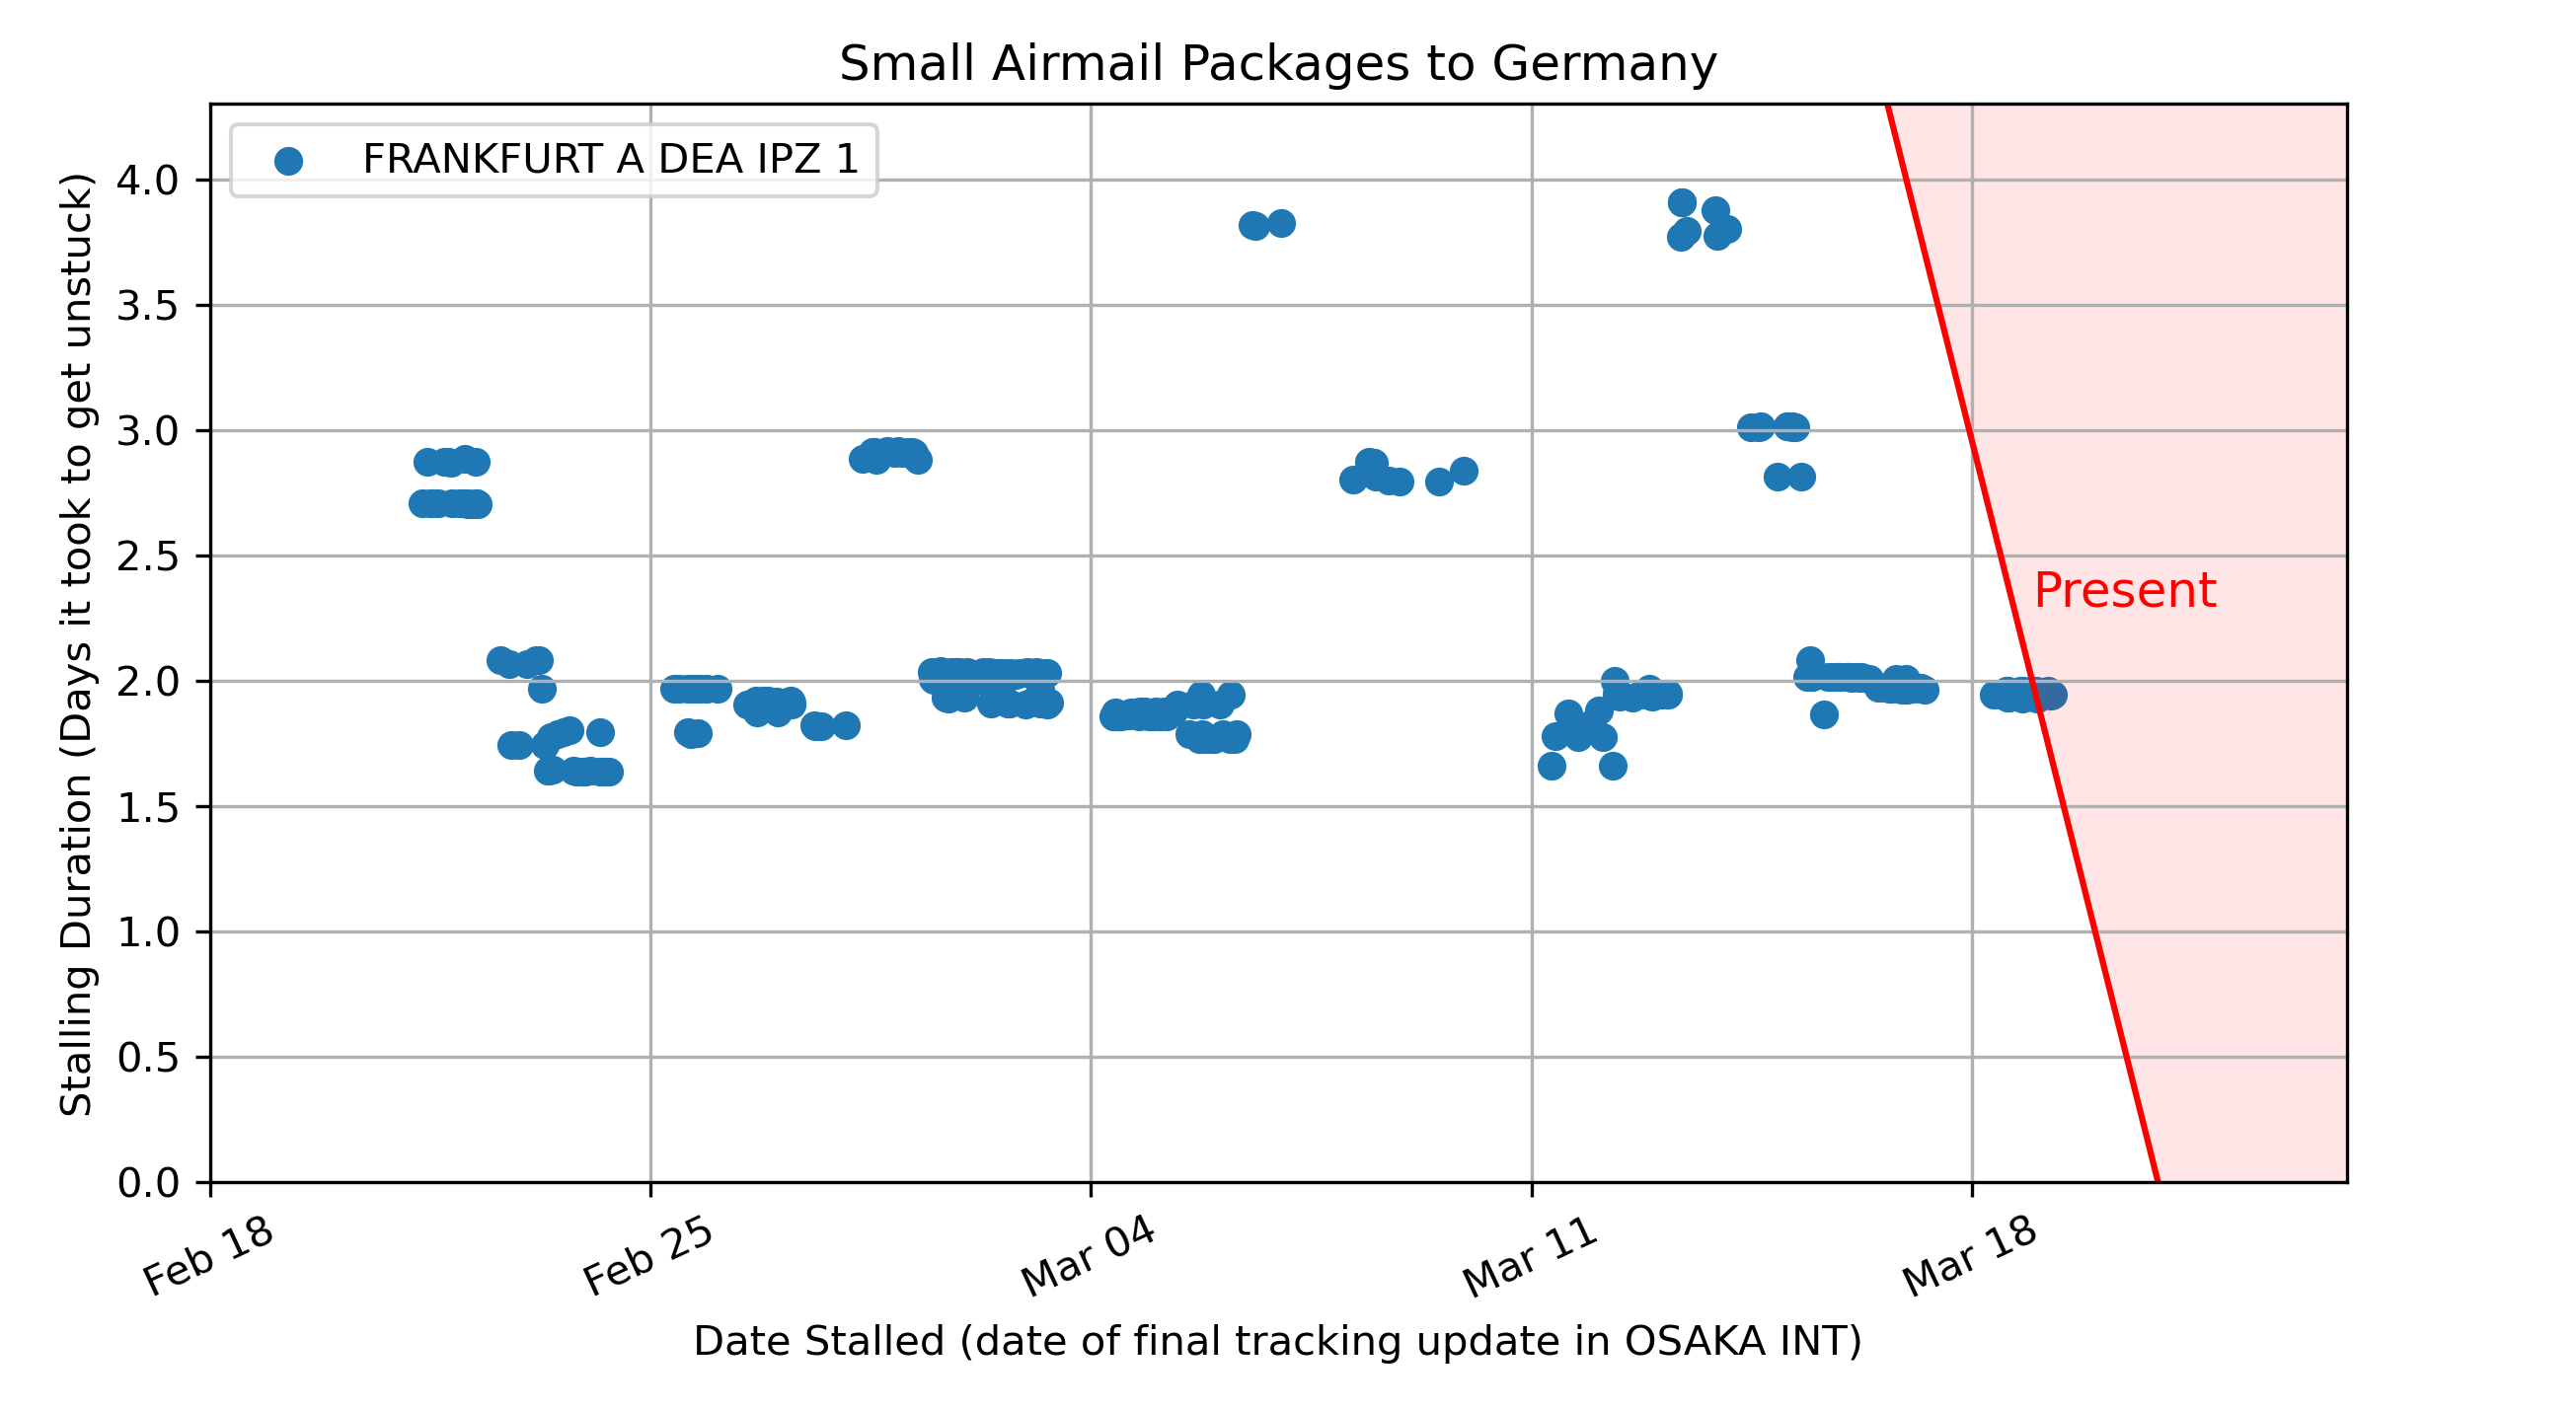 Small Airmail Packages to Germany
FRANKFURT A DEA IPZ 1
Stalling Duration (Days it took to get unstuck)
4.0
3.5
3.0
2.5
2.0
1.5
1.0
0.5
0.0
Present
Feb 18
Feb 25
Mar 04
Mar 11
Mar 18
Date Stalled (date of final tracking update in OSAKA INT)